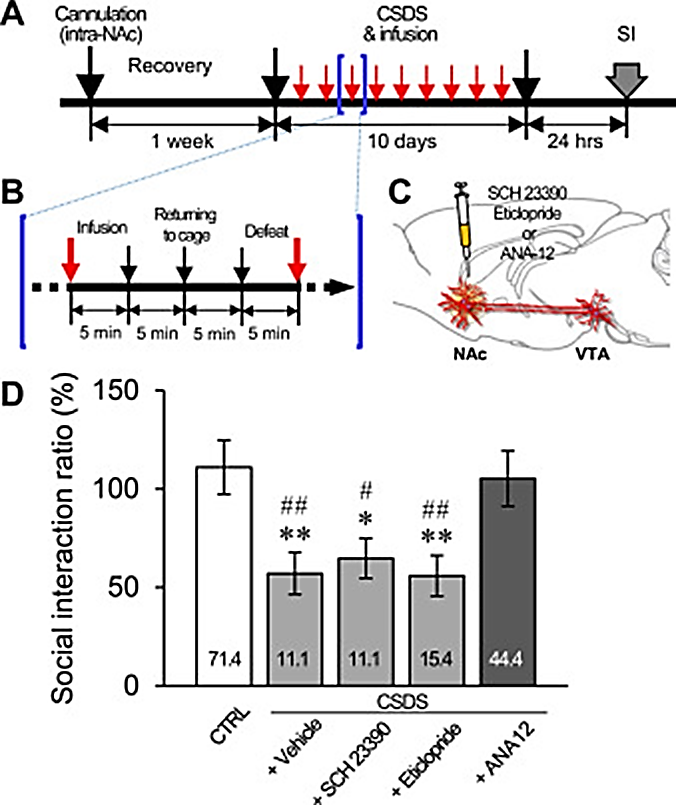 A
Cannulation
(intra-NAc)
Recovery
CSDS
& infusion
SI
1 week
10 days
24 hrs
B
Infusion
Returning
to cage
Defeat
5 min
5 min
5 min
5 min
C
SCH 23390
Eticlopride
or
ANA-12
NAc
VTA
D
Social interaction ratio (%)
150
100
50
0
##
**
#
*
##
**
71.4
11.1
11.1
15.4
44.4
CTRL
CSDS
+ Vehicle
+ SCH 23390
+ Eticlopride
+ ANA12